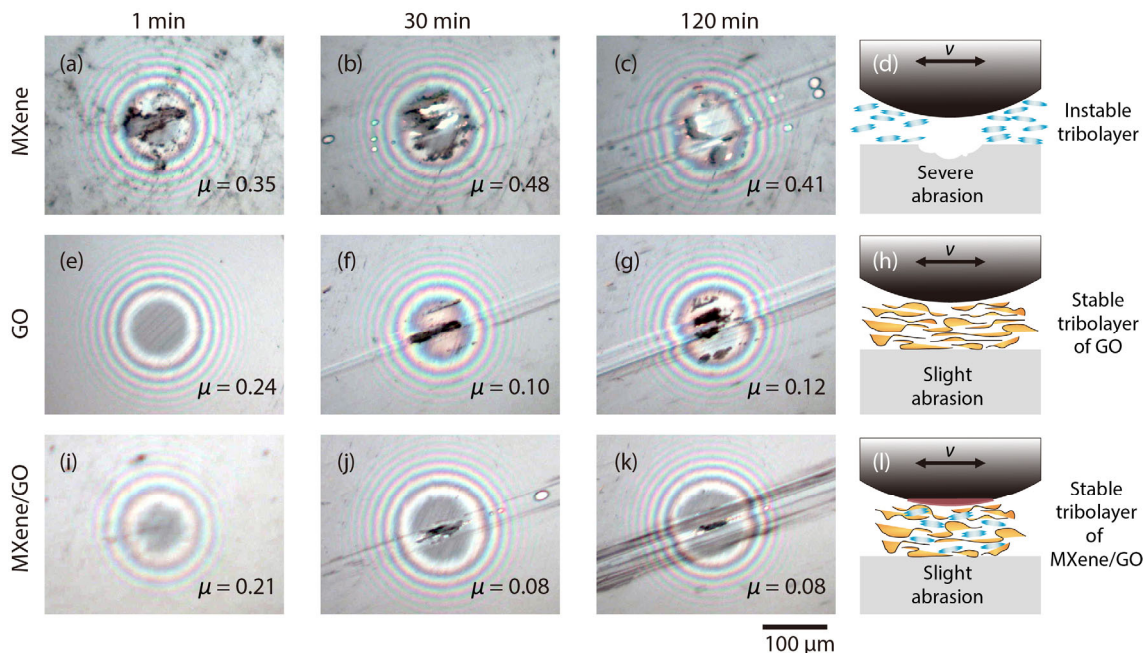 1 min 30 min 120 min
MXene
(a)
μ = 0.35
(b)
μ = 0.48
(c)
μ = 0.41
(d)
v
Severe
abrasion
Instable
tribolayer
GO
(e)
μ = 0.24
(f)
μ = 0.10
(g)
μ = 0.12
(h)
v
Slight
abrasion
Stable
tribolayer
of GO
MXene/GO
(i)
μ = 0.21
(j)
μ = 0.08
(k)
μ = 0.08
(l)
v
Slight
abrasion
Stable
tribolayer
of
MXene/GO
100 μm